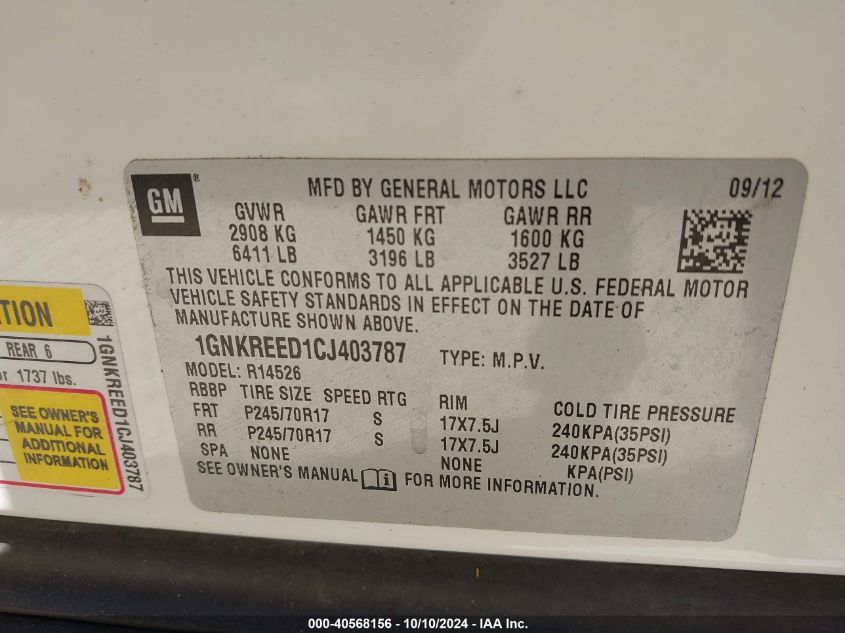 GM ®
MFD BY GENERAL MOTORS LLC 09/12
GVWR GAWR FRT GAWR RR
2908 KG 1450 KG 1600 KG
6411 LB 3196 LB 3527 LB
THIS VEHICLE CONFORMS TO ALL APPLICABLE U.S. FEDERAL MOTOR
VEHICLE SAFETY STANDARDS IN EFFECT ON THE DATE OF
MANUFACTURE SHOWN ABOVE.
1GNKREED1CJ403787 TYPE: M.P.V.
MODEL: R14526
RBBP TIRE SIZE SPEED RTG RIM COLD TIRE PRESSURE
FRT P245/70R17 S 17X7.5J 240KPA(35PSI)
RR P245/70R17 S 17X7.5J 240KPA(35PSI)
SPA NONE NONE KPA(PSI)
SEE OWNER'S MANUAL i FOR MORE INFORMATION.
REAR 6
1737 lbs.
SEE OWNER'S
MANUAL FOR
ADDITIONAL
INFORMATION
1GNKREED1CJ403787
000-40568156 - 10/10/2024 - IAA Inc.